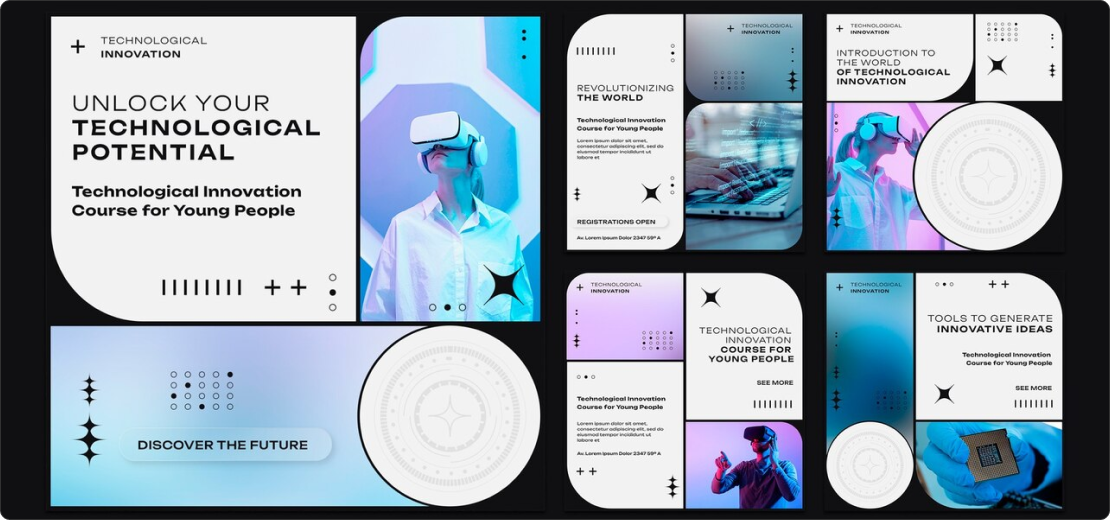 TECHNOLOGICAL
INNOVATION
UNLOCK YOUR
TECHNOLOGICAL
POTENTIAL
Technological Innovation
Course for Young People
DISCOVER THE FUTURE
TECHNOLOGICAL
INNOVATION
REVOLUTIONIZING
THE WORLD
Technological Innovation
Course for Young People
Lorem ipsum dolor sit amet,
consectetur adipiscing elit, sed do
eiusmod tempor incididunt ut
labore et
REGISTRATIONS OPEN
Av. Lorem Ipsum Dolor 2347 59º A
TECHNOLOGICAL
INNOVATION
INTRODUCTION TO
THE WORLD
OF TECHNOLOGICAL
INNOVATION
TECHNOLOGICAL
INNOVATION
TECHNOLOGICAL
INNOVATION
COURSE FOR
YOUNG PEOPLE
SEE MORE
Technological Innovation
Course for Young People
Lorem ipsum dolor sit amet,
consectetur adipiscing elit, sed do
eiusmod tempor incididunt ut
labore et
Av. Lorem Ipsum Dolor 2347 59º A
TECHNOLOGICAL
INNOVATION
TOOLS TO GENERATE
INNOVATIVE IDEAS
Technological Innovation
Course for Young People
SEE MORE